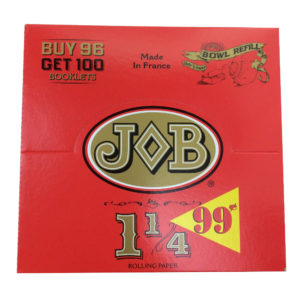 BUY 96
GET 100
BOOKLETS
Made
In France
BOWL REFILL
JOB
®
1 1/4
99¢
ROLLING PAPER